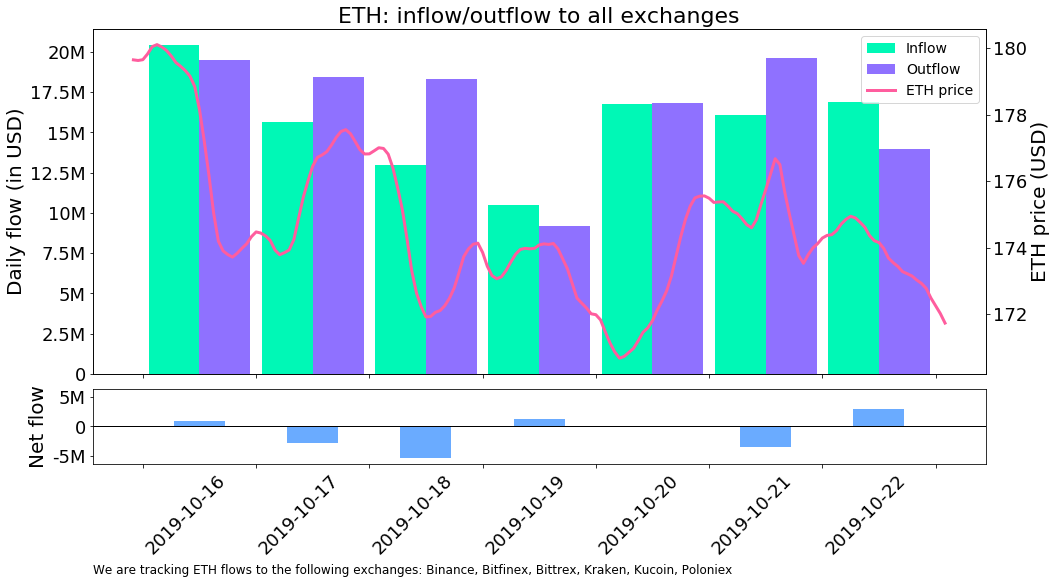 ETH: inflow/outflow to all exchanges
Inflow
Outflow
ETH price
Daily flow (in USD)
20M
17.5M
15M
12.5M
10M
7.5M
5M
2.5M
0
ETH price (USD)
180
178
176
174
172
Net flow
5M
0
-5M
2019-10-16
2019-10-17
2019-10-18
2019-10-19
2019-10-20
2019-10-21
2019-10-22
We are tracking ETH flows to the following exchanges: Binance, Bitfinex, Bittrex, Kraken, Kucoin, Poloniex